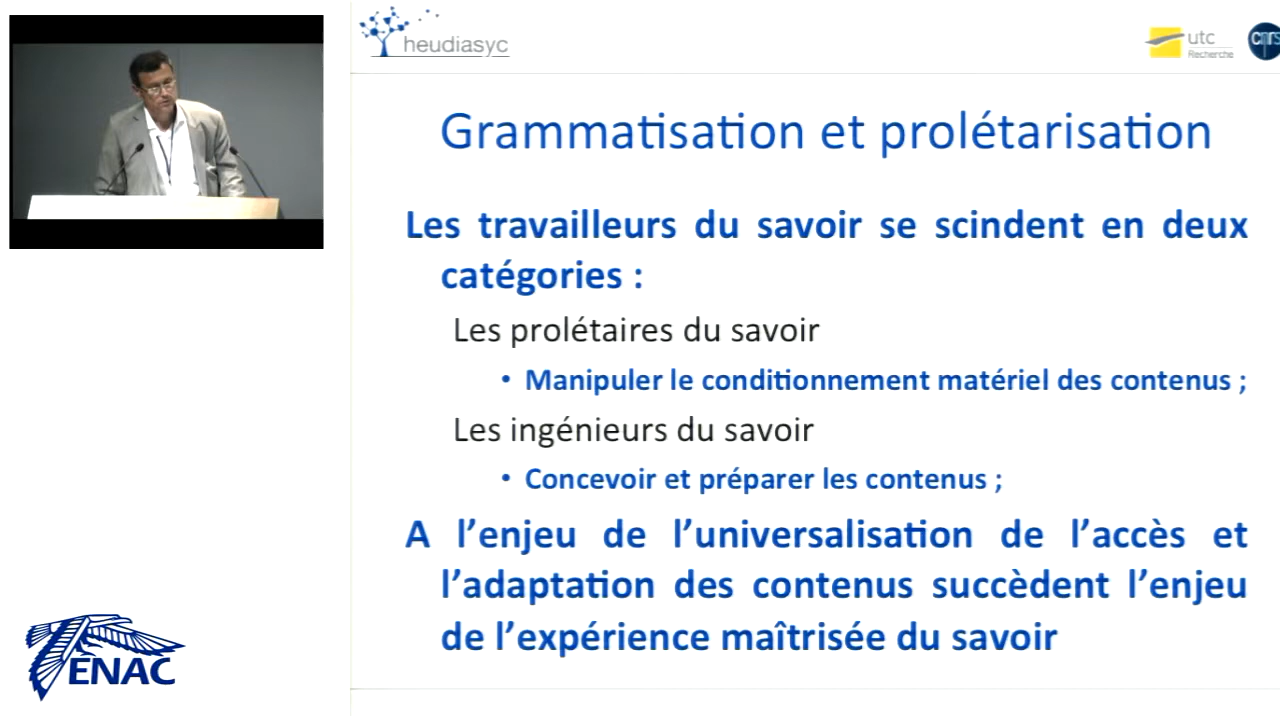 heudiasyc
utc
Recherche
cnrs
Grammatisation et prolétarisation
Les travailleurs du savoir se scindent en deux
catégories :
Les prolétaires du savoir
• Manipuler le conditionnement matériel des contenus ;
Les ingénieurs du savoir
• Concevoir et préparer les contenus ;
A l’enjeu de l’universalisation de l’accès et
l’adaptation des contenus succèdent l’enjeu
de l’expérience maîtrisée du savoir
ENAC